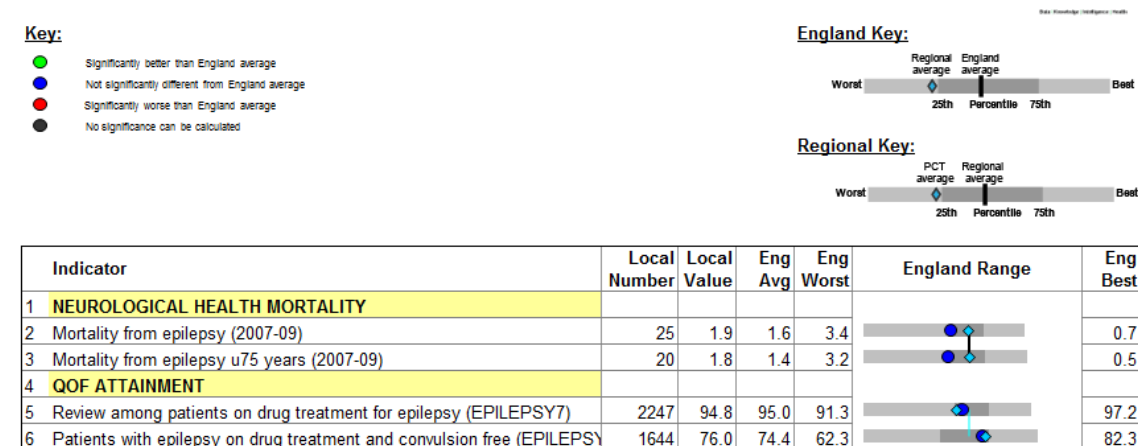 Data | Knowledge | Intelligence | Health
Key:
Significantly better than England average
Not significantly different from England average
Significantly worse than England average
No significance can be calculated
England Key:
Regional average England average
Worst Best
25th Percentile 75th
Regional Key:
PCT average Regional average
Worst Best
25th Percentile 75th
Indicator Local Number Local Value Eng Avg Eng Worst England Range Eng Best
1 NEUROLOGICAL HEALTH MORTALITY
2 Mortality from epilepsy (2007-09) 25 1.9 1.6 3.4 0.7
3 Mortality from epilepsy u75 years (2007-09) 20 1.8 1.4 3.2 0.5
4 QOF ATTAINMENT
5 Review among patients on drug treatment for epilepsy (EPILEPSY7) 2247 94.8 95.0 91.3 97.2
6 Patients with epilepsy on drug treatment and convulsion free (EPILEPSY 1644 76.0 74.4 62.3 82.3